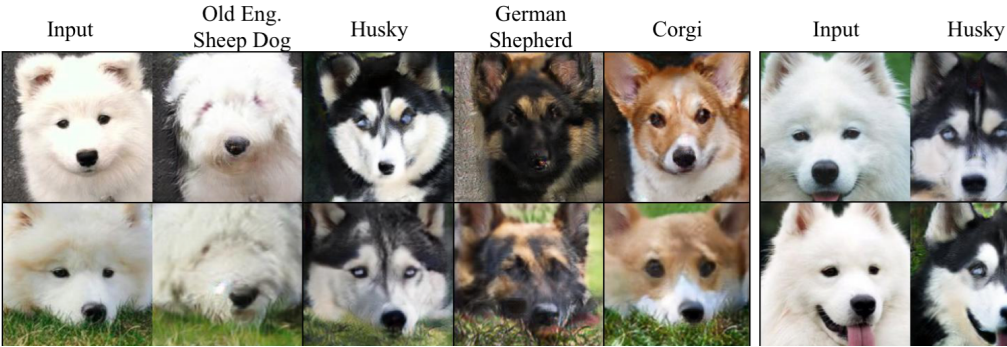 Input
Old Eng.
Sheep Dog
Husky
German
Shepherd
Corgi
Input
Husky